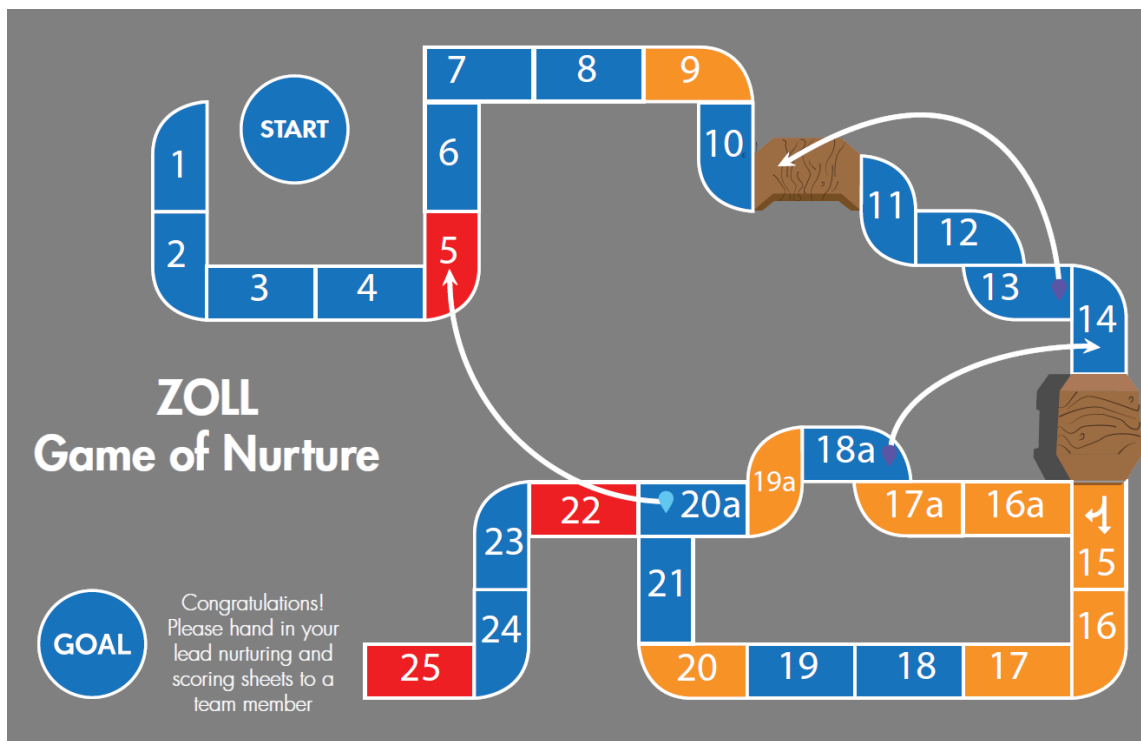 7
8
9
START
10
6
1
11
5
12
2
3
4
13
14
ZOLL
Game of Nurture
18a
19a
22
20a
17a
16a
23
15
21
16
Congratulations!
Please hand in your
lead nurturing and
scoring sheets to a
team member
GOAL
24
25
20
19
18
17